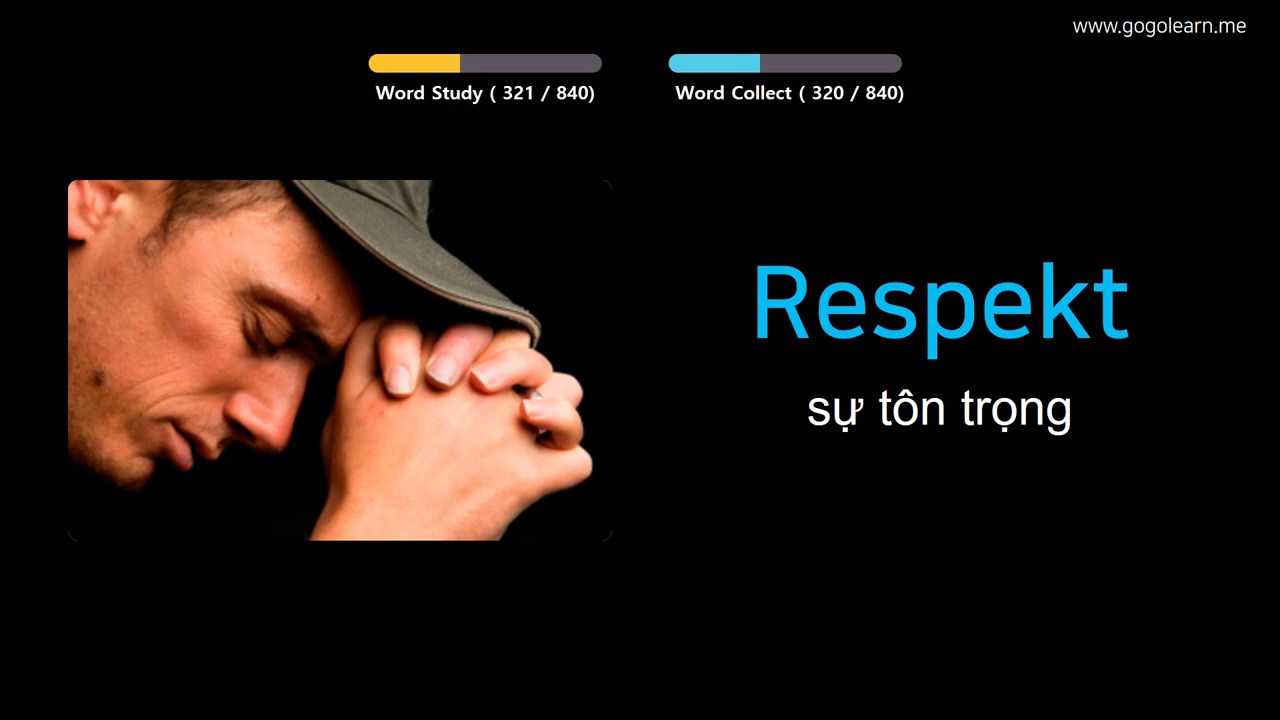 www.gogolearn.me
Word Study ( 321 / 840)
Word Collect ( 320 / 840)
Respekt
sự tôn trọng